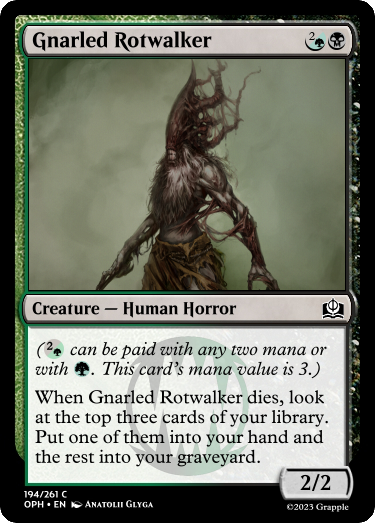 Gnarled Rotwalker 2
Creature — Human Horror
(2 can be paid with any two mana or
with . This card's mana value is 3.)
When Gnarled Rotwalker dies, look
at the top three cards of your library.
Put one of them into your hand and
the rest into your graveyard.
2/2
194/261 C
OPH • EN Anatolii Glyga
©2023 Grapple